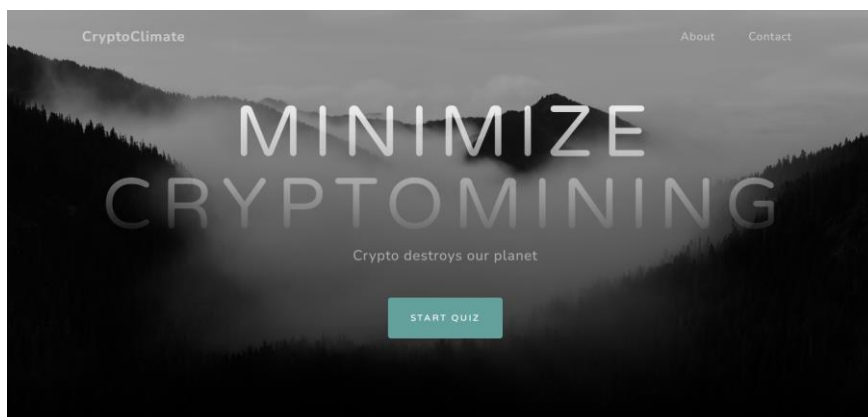 CryptoClimate
About
Contact
MINIMIZE
CRYPTOMINING
Crypto destroys our planet
START QUIZ